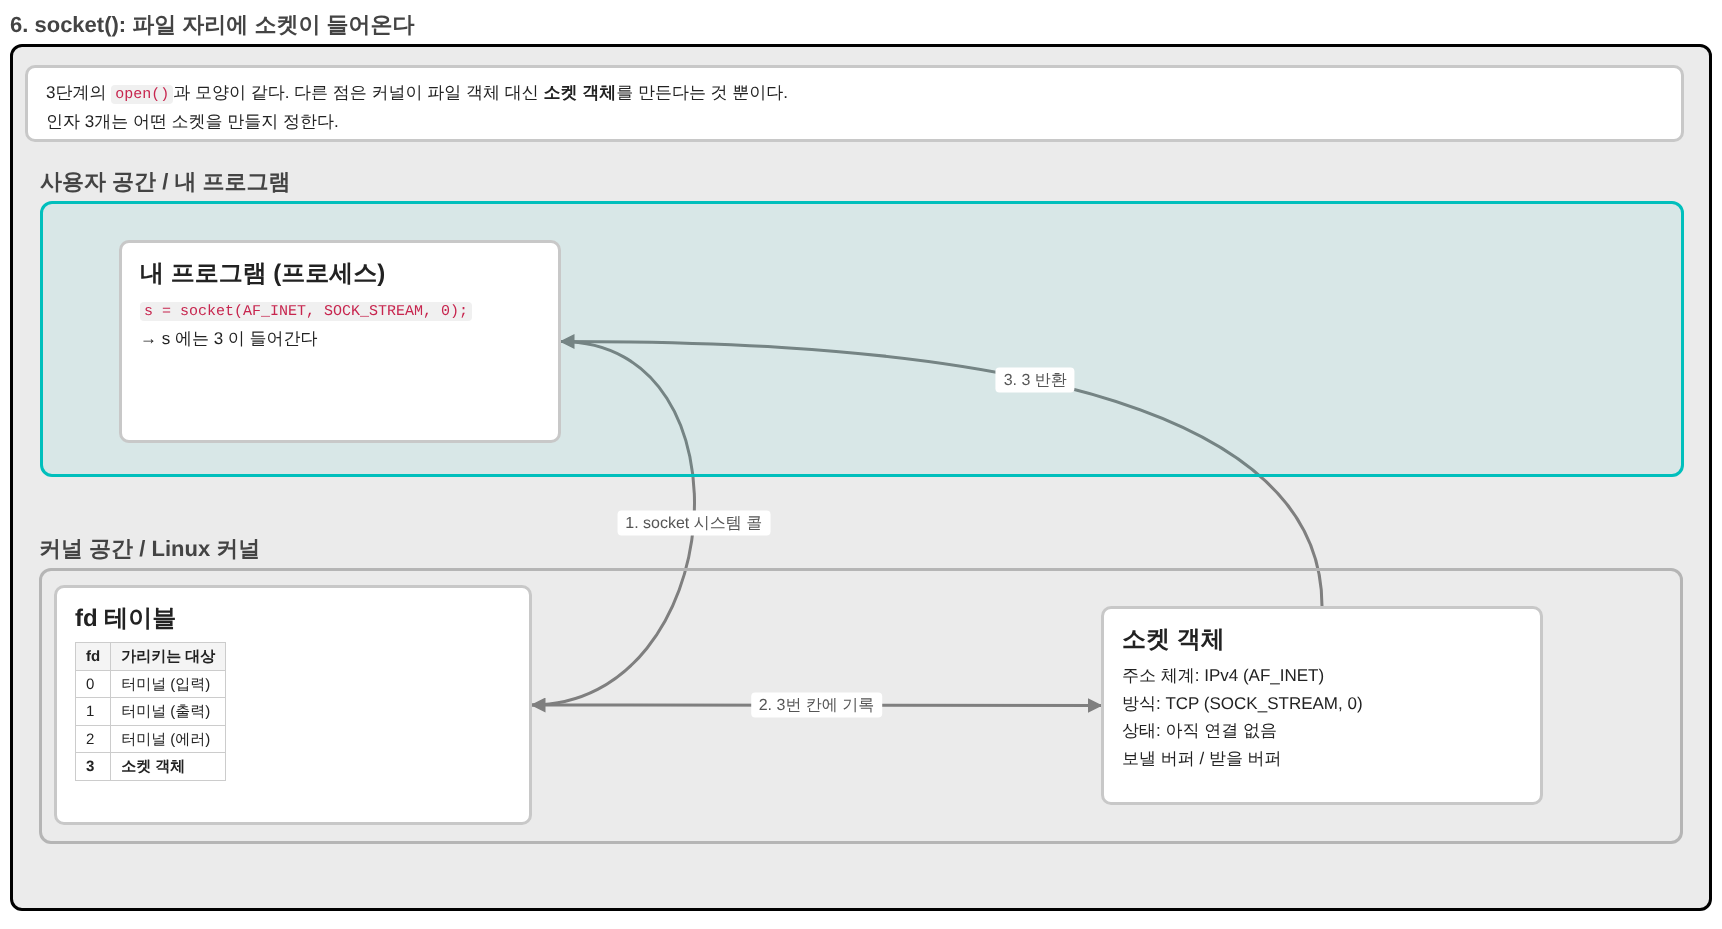 6. socket(): 파일 자리에 소켓이 들어온다
3단계의 open()과 모양이 같다. 다른 점은 커널이 파일 객체 대신 소켓 객체를 만든다는 것 뿐이다.
인자 3개는 어떤 소켓을 만들지 정한다.
사용자 공간 / 내 프로그램
내 프로그램 (프로세스)
s = socket(AF_INET, SOCK_STREAM, 0);
→ s 에는 3 이 들어간다
3. 3 반환
1. socket 시스템 콜
커널 공간 / Linux 커널
fd 테이블
fd 가리키는 대상
0 터미널 (입력)
1 터미널 (출력)
2 터미널 (에러)
3 소켓 객체
2. 3번 칸에 기록
소켓 객체
주소 체계: IPv4 (AF_INET)
방식: TCP (SOCK_STREAM, 0)
상태: 아직 연결 없음
보낼 버퍼 / 받을 버퍼